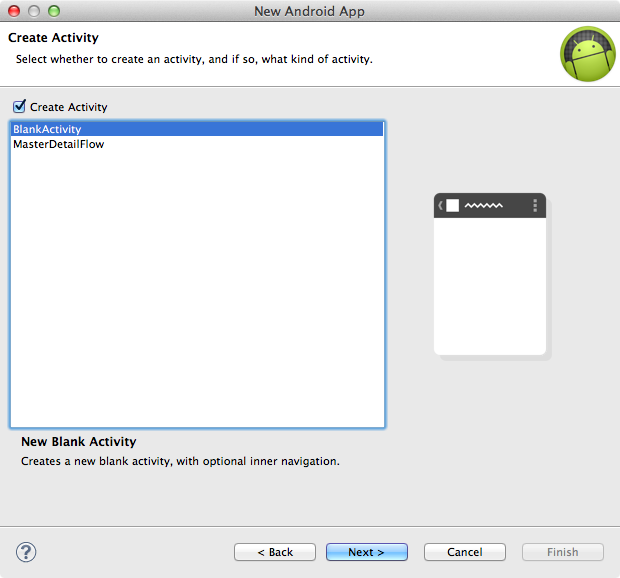 New Android App
Create Activity
Select whether to create an activity, and if so, what kind of activity.
Create Activity
BlankActivity
MasterDetailFlow
New Blank Activity
Creates a new blank activity, with optional inner navigation.
?
< Back
Next >
Cancel
Finish